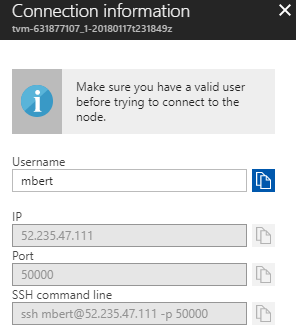 Connection information
tvm-631877107_1-20180117t231849z
Make sure you have a valid user
before trying to connect to the
node.
Username
mbert
IP
52.235.47.111
Port
50000
SSH command line
ssh mbert@52.235.47.111 -p 50000